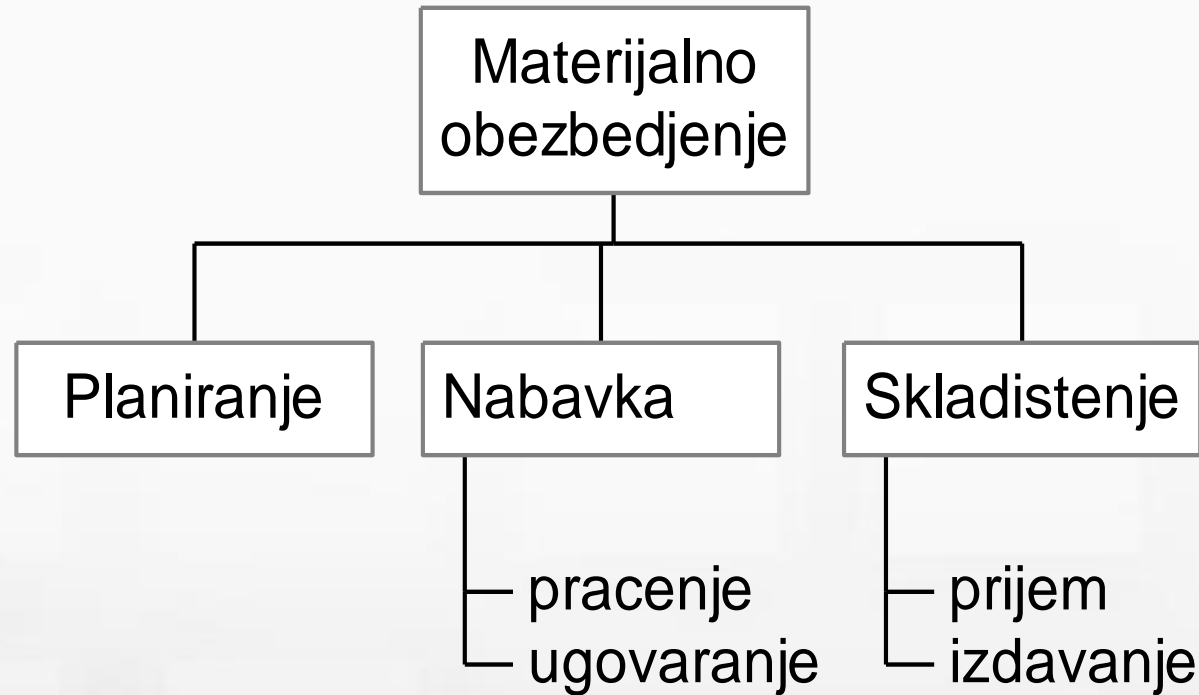 Materijalno
obezbedjenje
Planiranje
Nabavka
Skladistenje
pracenje
ugovaranje
prijem
izdavanje